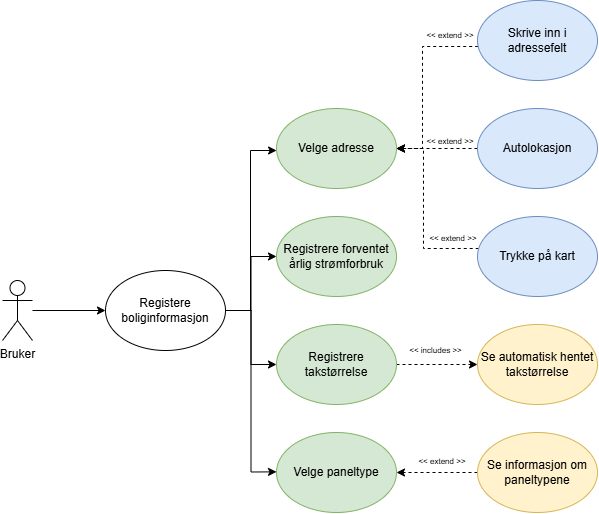 << extend >>
Skrive inn i
adressefelt
Velge adresse
<< extend >>
Autolokasjon
Registrere forventet
årlig strømforbruk
<< extend >>
Trykke på kart
Bruker
Registere
boliginformasjon
Registrere
takstørrelse
<< includes >>
Se automatisk hentet
takstørrelse
Velge paneltype
<< extend >>
Se informasjon om
paneltypene